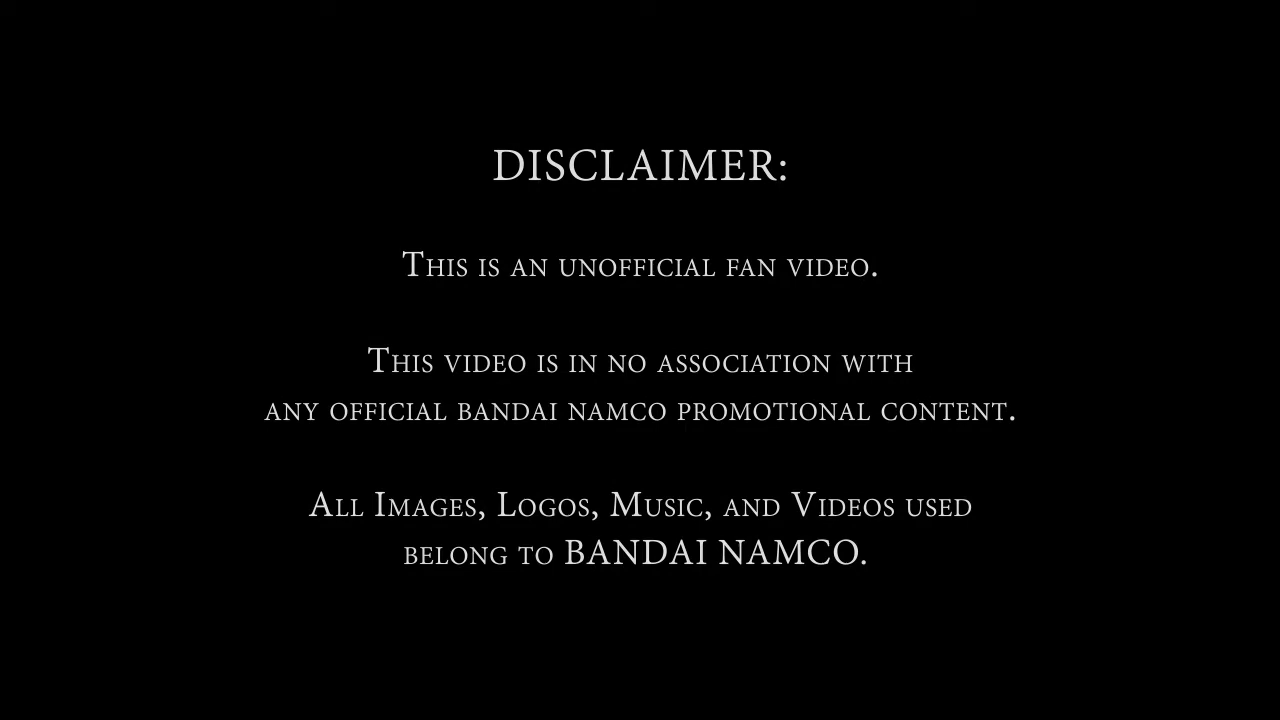 DISCLAIMER:
This is an unofficial fan video.
This video is in no association with
any official bandai namco promotional content.
All Images, Logos, Music, and Videos used
belong to BANDAI NAMCO.